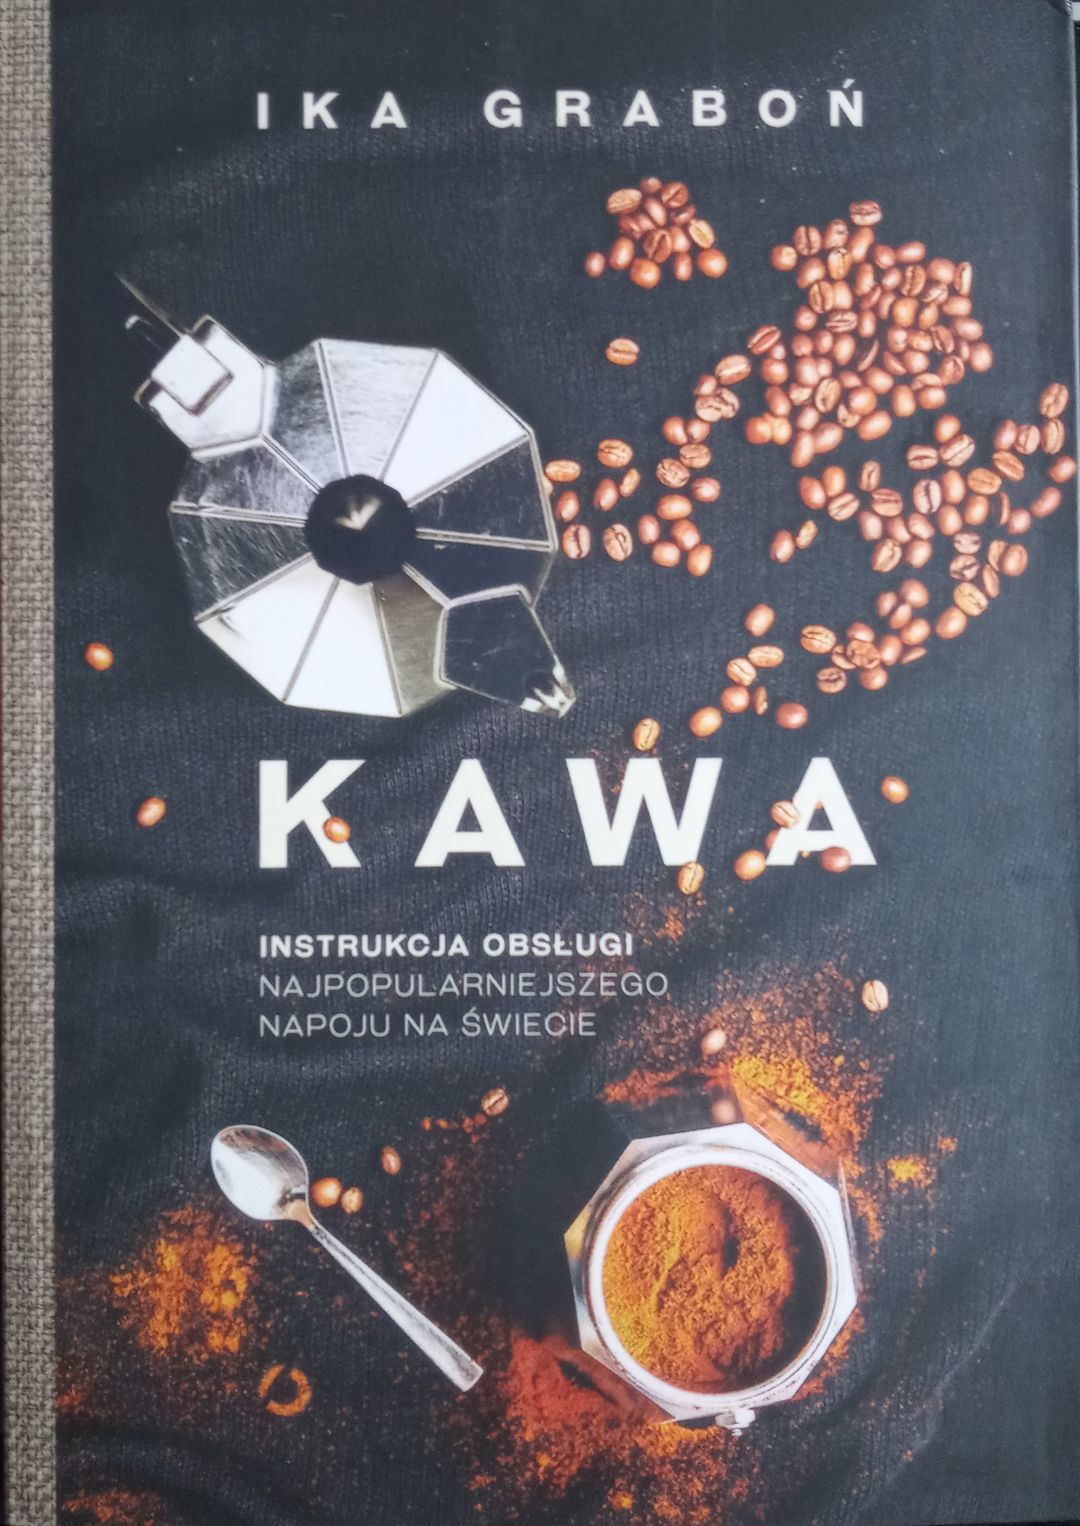 IKA GRABOŃ
KAWA
INSTRUKCJA OBSŁUGI
NAJPOPULARNIEJSZEGO
NAPOJU NA ŚWIECIE